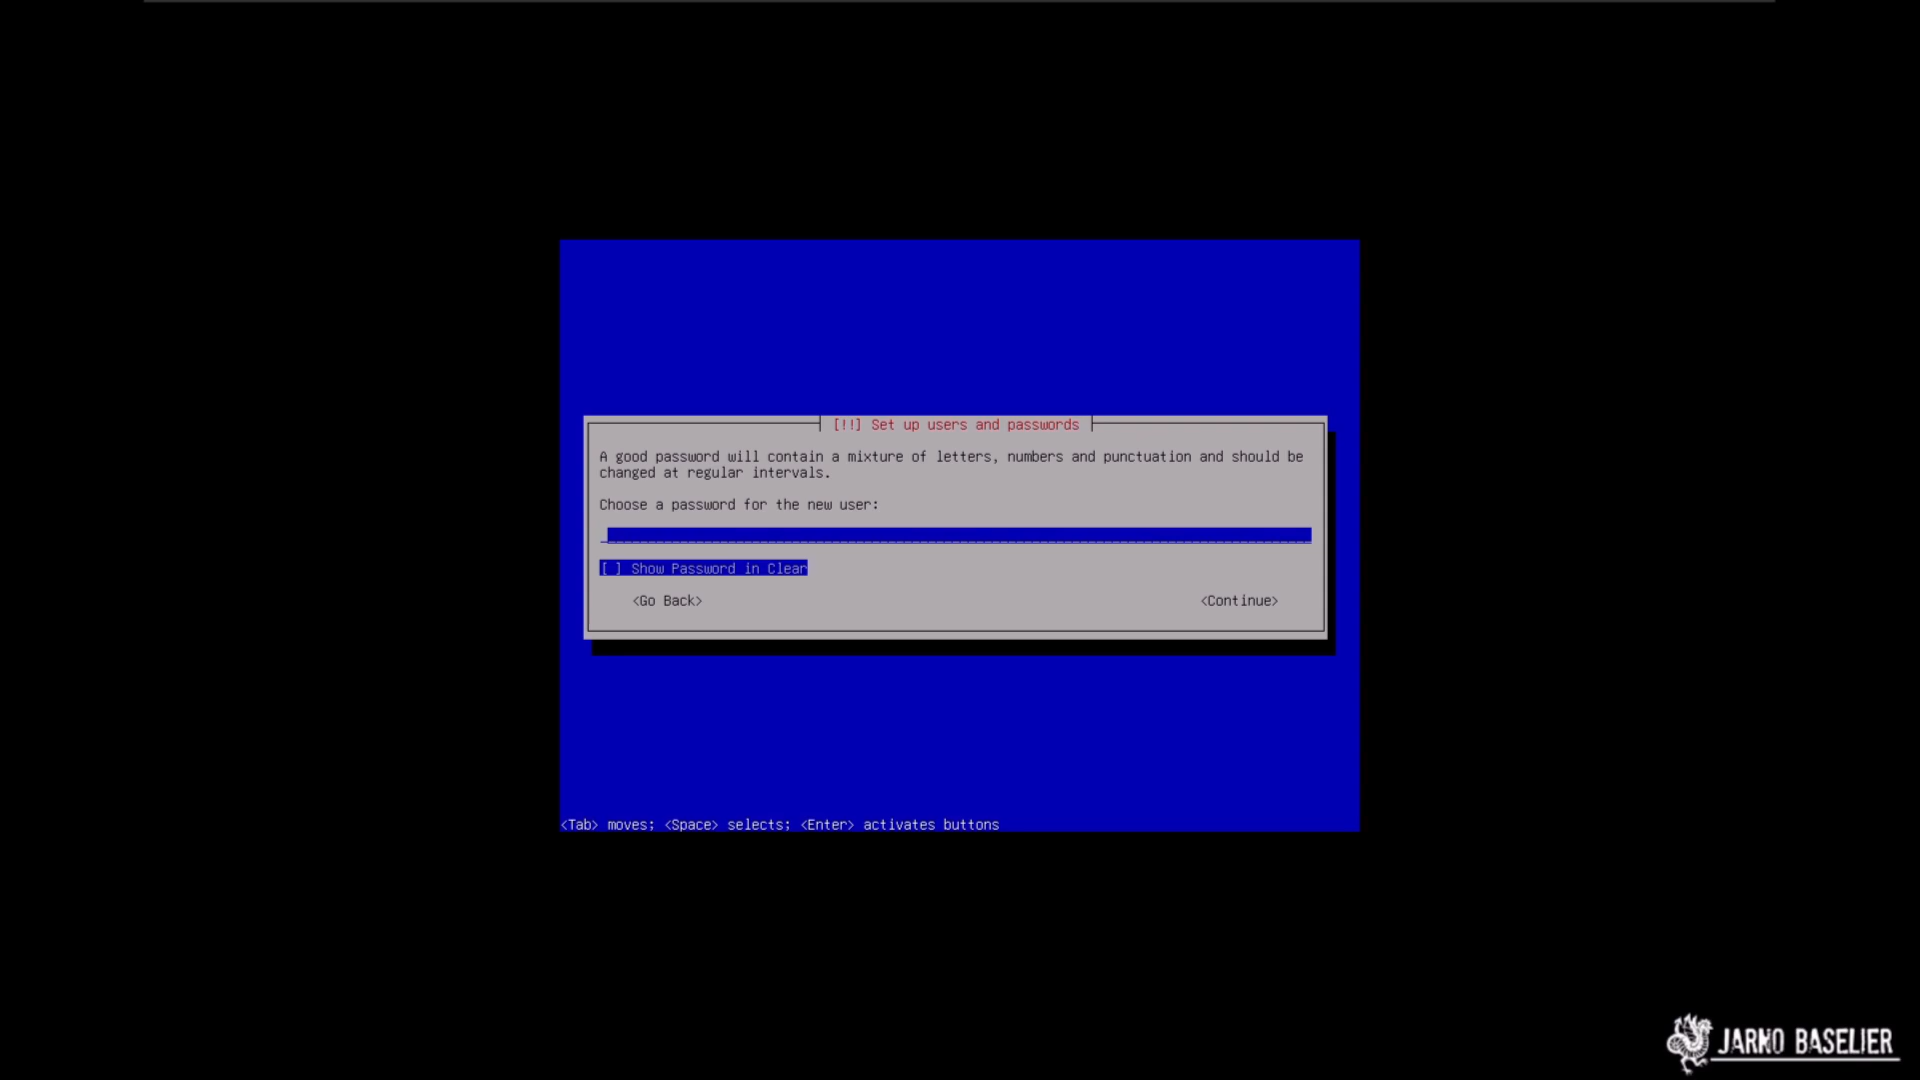 [!!] Set up users and passwords
A good password will contain a mixture of letters, numbers and punctuation and should be
changed at regular intervals.
Choose a password for the new user:
[ ] Show Password in Clear
<Go Back> <Continue>
<Tab> moves; <Space> selects; <Enter> activates buttons
JARNO BASELIER